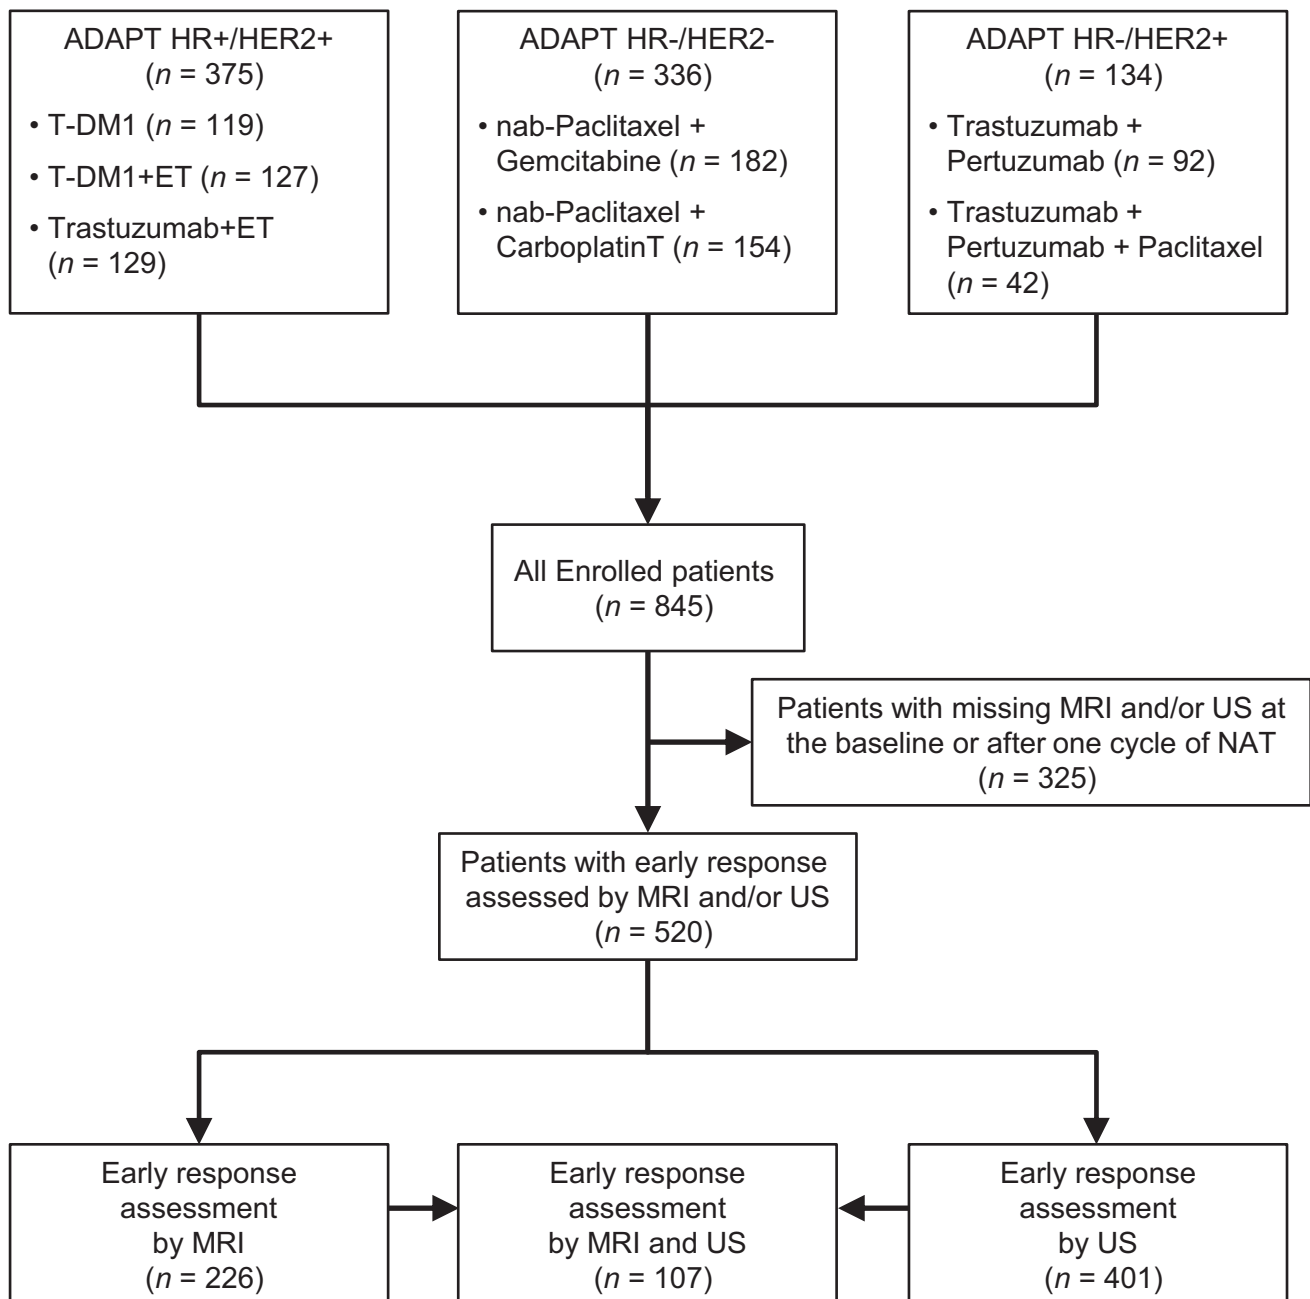 ADAPT HR+/HER2+
(n = 375)
• T-DM1 (n = 119)
• T-DM1+ET (n = 127)
• Trastuzumab+ET
(n = 129)
ADAPT HR-/HER2-
(n = 336)
• nab-Paclitaxel +
Gemcitabine (n = 182)
• nab-Paclitaxel +
CarboplatinT (n = 154)
ADAPT HR-/HER2+
(n = 134)
• Trastuzumab +
Pertuzumab (n = 92)
• Trastuzumab +
Pertuzumab + Paclitaxel
(n = 42)
All Enrolled patients
(n = 845)
Patients with missing MRI and/or US at
the baseline or after one cycle of NAT
(n = 325)
Patients with early response
assessed by MRI and/or US
(n = 520)
Early response
assessment
by MRI
(n = 226)
Early response
assessment
by MRI and US
(n = 107)
Early response
assessment
by US
(n = 401)